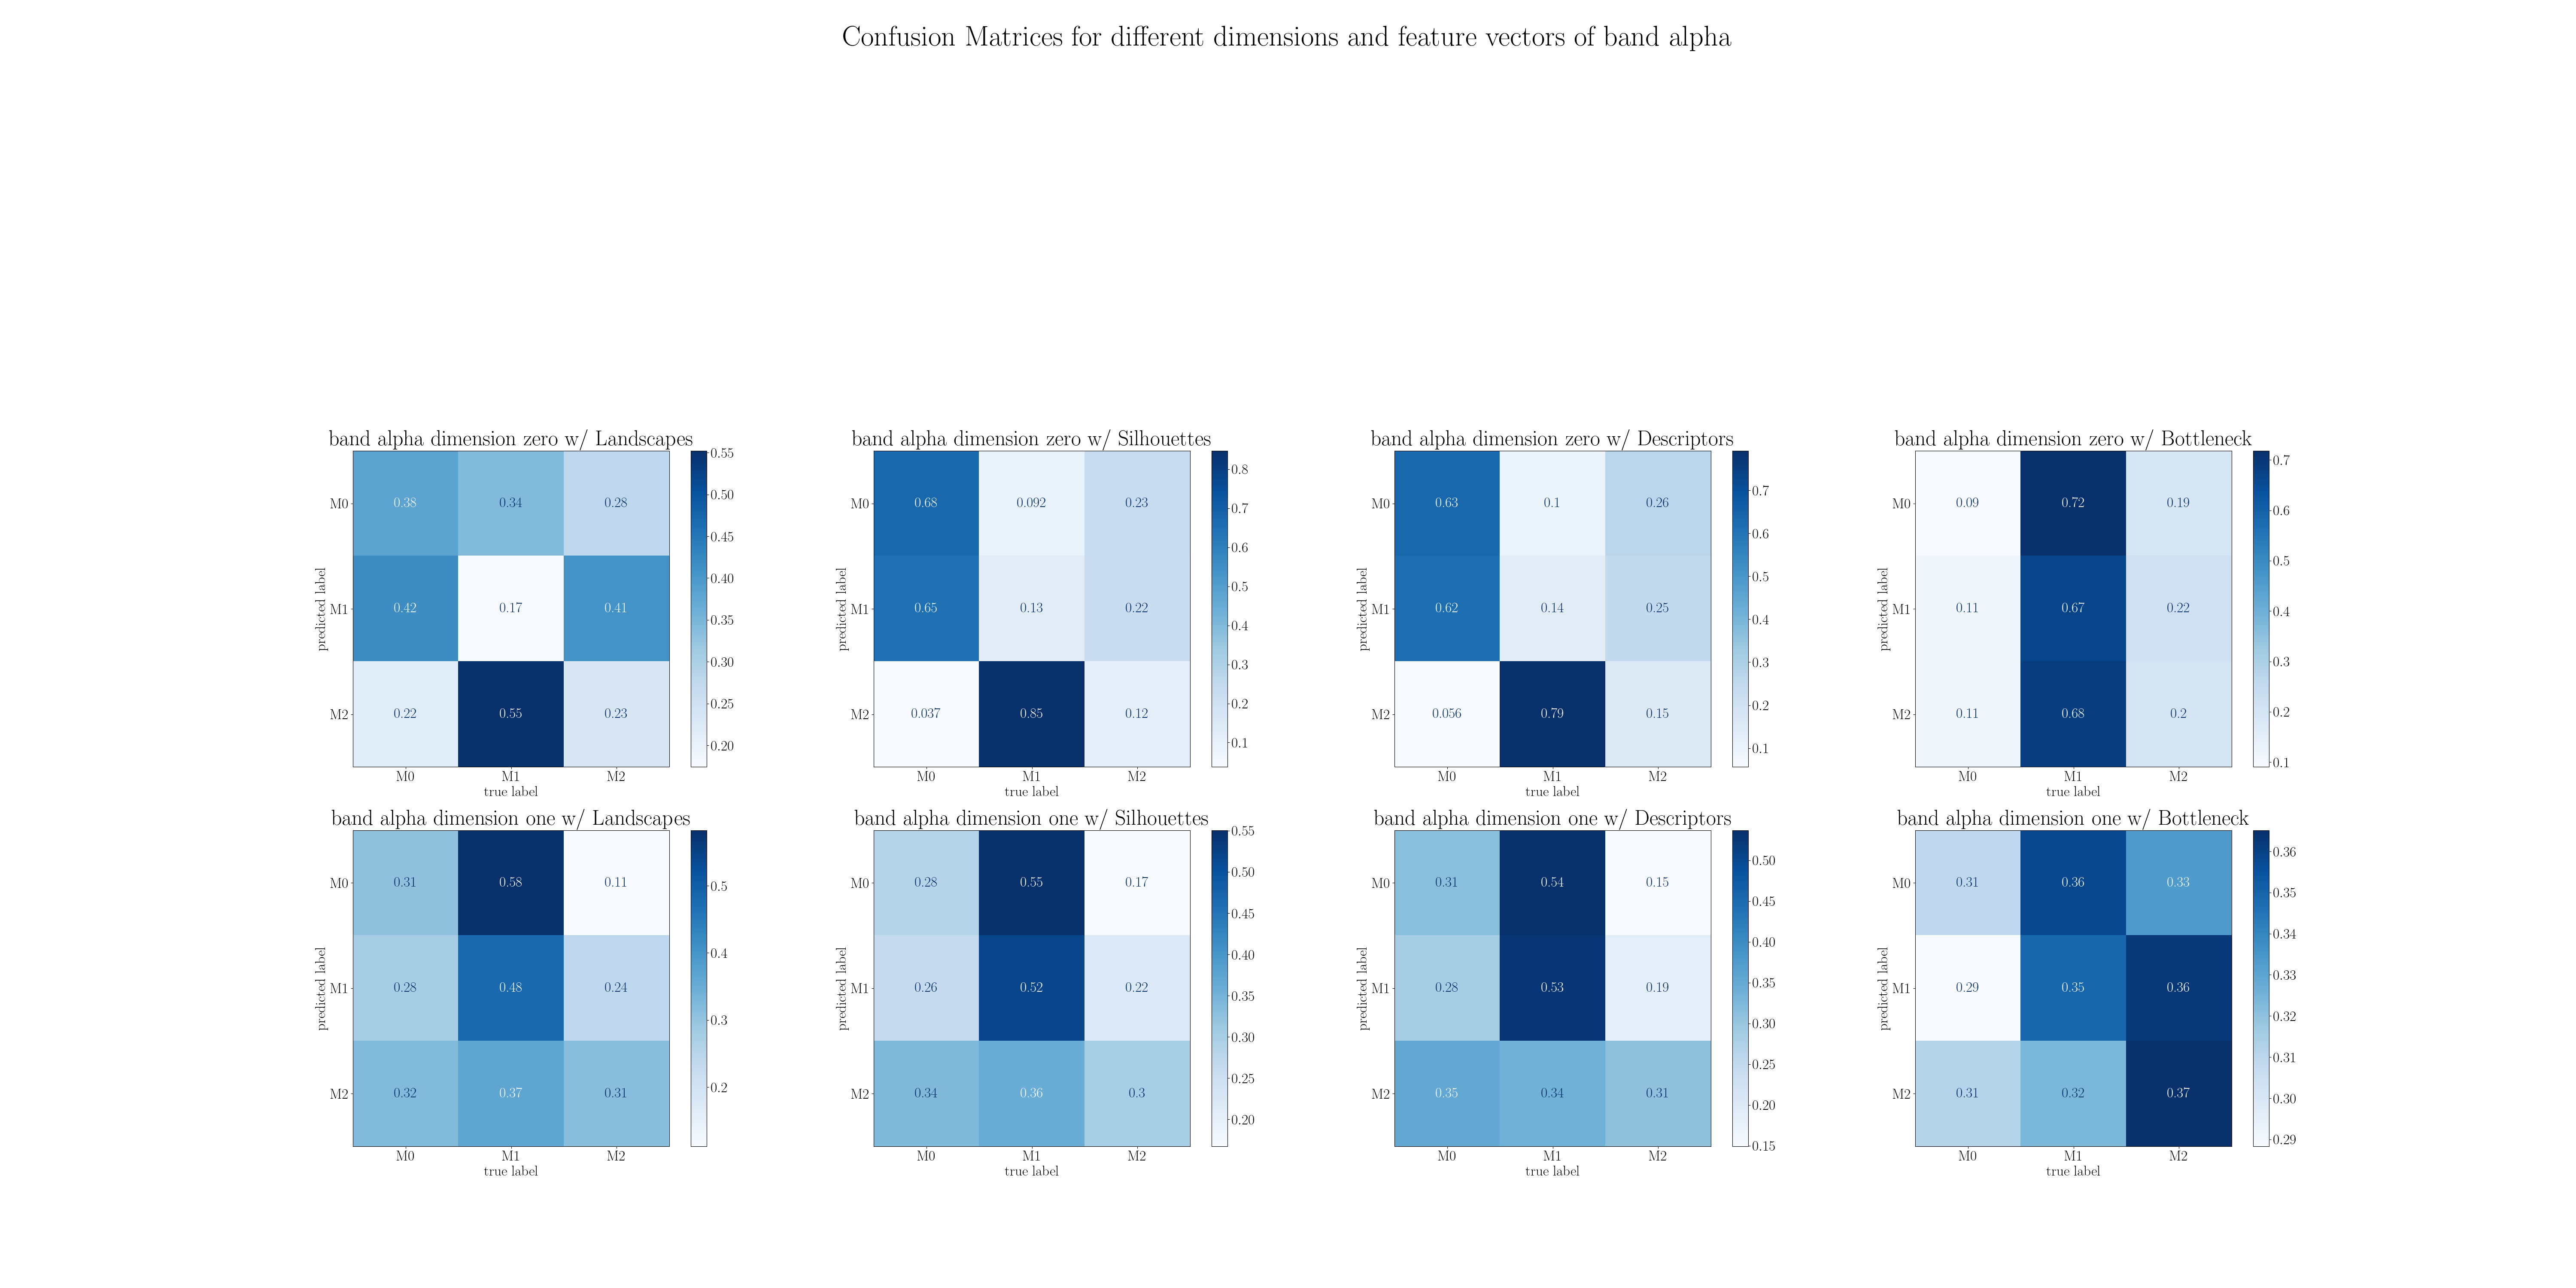 Confusion Matrices for different dimensions and feature vectors of band alpha
band alpha dimension zero w/ Landscapes
predicted label
M0 0.38 0.34 0.28
M1 0.42 0.17 0.41
M2 0.22 0.55 0.23
M0 M1 M2
true label
0.55
0.50
0.45
0.40
0.35
0.30
0.25
0.20
band alpha dimension zero w/ Silhouettes
predicted label
M0 0.68 0.092 0.23
M1 0.65 0.13 0.22
M2 0.037 0.85 0.12
M0 M1 M2
true label
0.8
0.7
0.6
0.5
0.4
0.3
0.2
0.1
band alpha dimension zero w/ Descriptors
predicted label
M0 0.63 0.1 0.26
M1 0.62 0.14 0.25
M2 0.056 0.79 0.15
M0 M1 M2
true label
0.7
0.6
0.5
0.4
0.3
0.2
0.1
band alpha dimension zero w/ Bottleneck
predicted label
M0 0.09 0.72 0.19
M1 0.11 0.67 0.22
M2 0.11 0.68 0.2
M0 M1 M2
true label
0.7
0.6
0.5
0.4
0.3
0.2
0.1
band alpha dimension one w/ Landscapes
predicted label
M0 0.31 0.58 0.11
M1 0.28 0.48 0.24
M2 0.32 0.37 0.31
M0 M1 M2
true label
0.5
0.4
0.3
0.2
band alpha dimension one w/ Silhouettes
predicted label
M0 0.28 0.55 0.17
M1 0.26 0.52 0.22
M2 0.34 0.36 0.3
M0 M1 M2
true label
0.55
0.50
0.45
0.40
0.35
0.30
0.25
0.20
band alpha dimension one w/ Descriptors
predicted label
M0 0.31 0.54 0.15
M1 0.28 0.53 0.19
M2 0.35 0.34 0.31
M0 M1 M2
true label
0.50
0.45
0.40
0.35
0.30
0.25
0.20
0.15
band alpha dimension one w/ Bottleneck
predicted label
M0 0.31 0.36 0.33
M1 0.29 0.35 0.36
M2 0.31 0.32 0.37
M0 M1 M2
true label
0.36
0.35
0.34
0.33
0.32
0.31
0.30
0.29